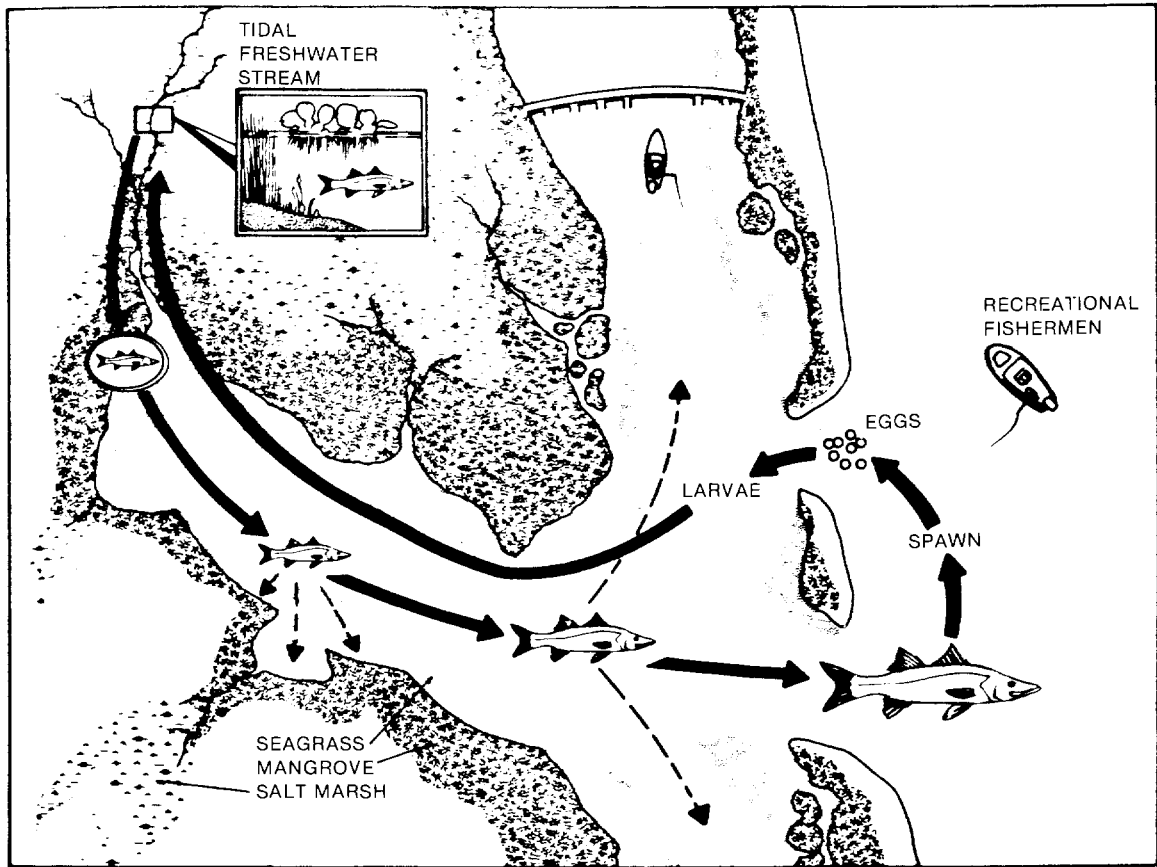 TIDAL
FRESHWATER
STREAM
RECREATIONAL
FISHERMEN
EGGS
LARVAE
SPAWN
SEAGRASS
MANGROVE
SALT MARSH